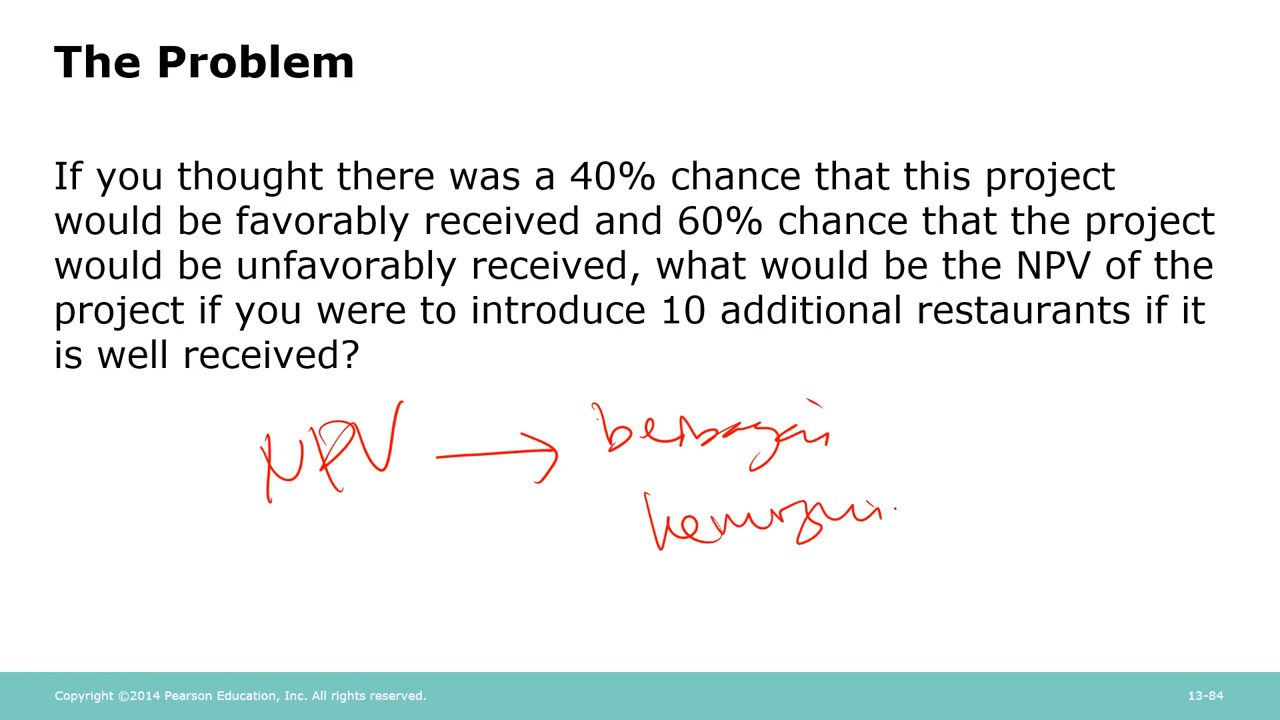 The Problem
If you thought there was a 40% chance that this project
would be favorably received and 60% chance that the project
would be unfavorably received, what would be the NPV of the
project if you were to introduce 10 additional restaurants if it
is well received?
NPV → berbagai
Copyright ©2014 Pearson Education, Inc. All rights reserved.
13-84